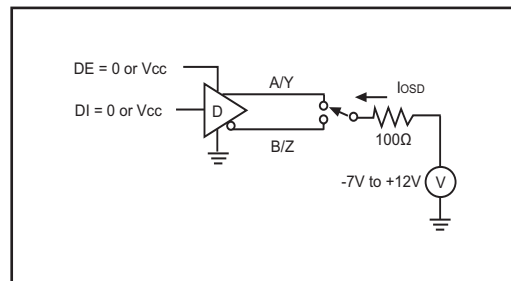 DE = 0 or Vcc
A/Y
IOSD
DI = 0 or Vcc
D
100Ω
B/Z
-7V to +12V
V